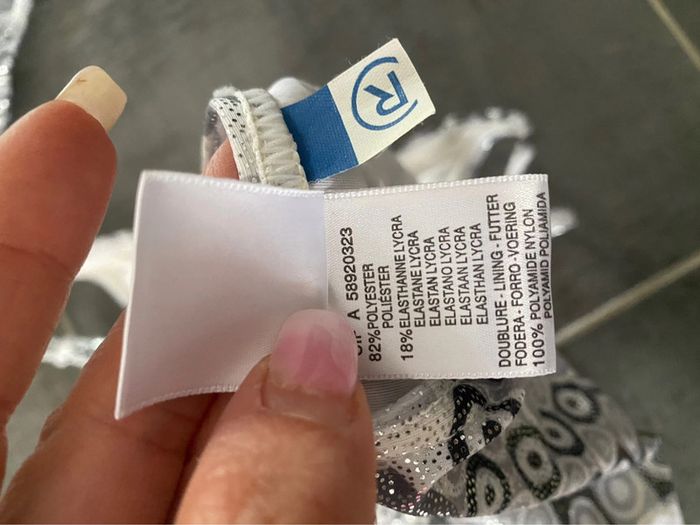 R
A 58920323
82%POLYESTER
POLIÉSTER
18%ELASTHANNE LYCRA
ELASTANE LYCRA
ELASTAN LYCRA
ELASTANO LYCRA
ELASTAAN LYCRA
ELASTHAN LYCRA
DOUBLURE - LINING - FUTTER
FODERA - FORRO - VOERING
100% POLYAMIDE NYLON
POLYAMID POLIAMIDA